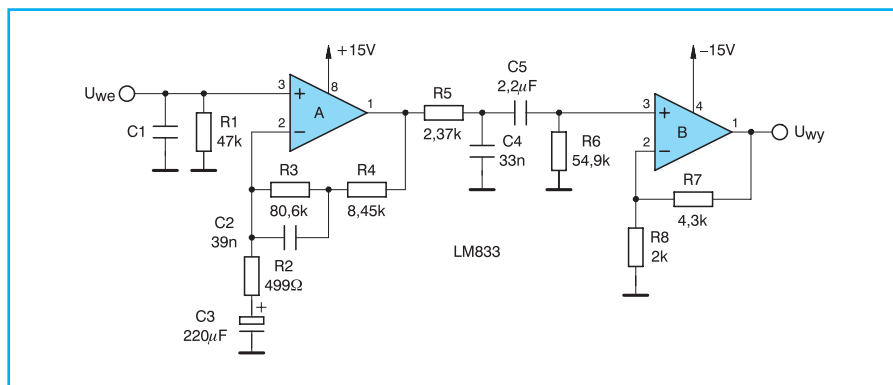 +15V
–15V
Uwe
C1
R1
47k
3
+
8
A
1
2
–
R5
2,37k
C5
2,2µF
C4
33n
R6
54,9k
3
+
4
B
1
2
–
Uwy
R3
80,6k
R4
8,45k
R7
4,3k
C2
39n
R2
499Ω
LM833
R8
2k
C3
220µF
+